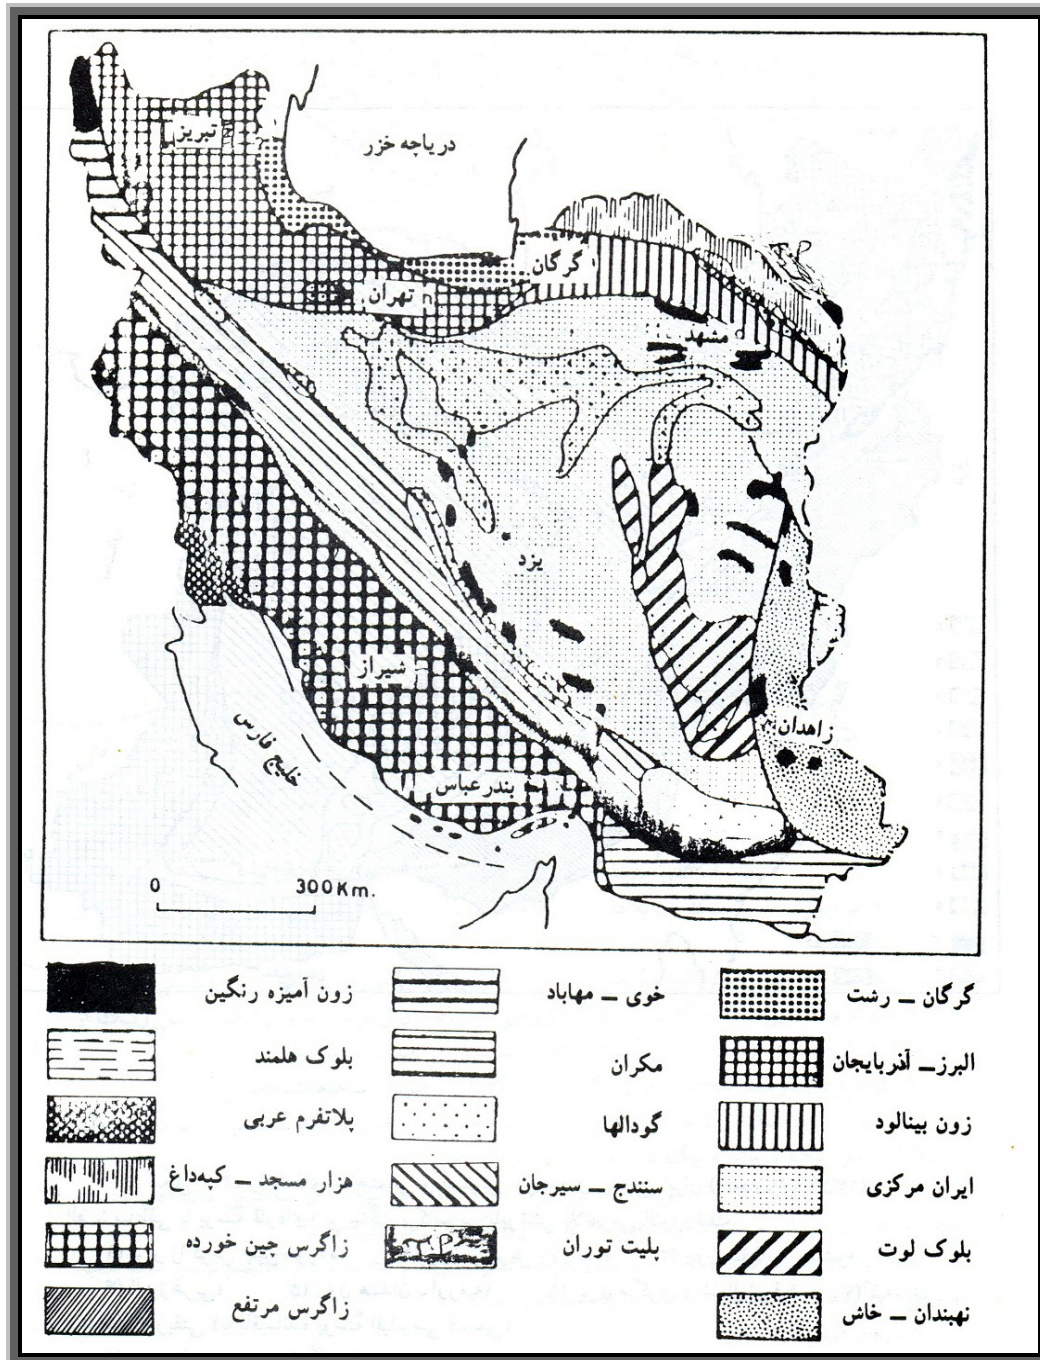 دریاچه خزر
تبریز
گرگان
تهران
مشهد
یزد
شیراز
زاهدان
خلیج فارس
بندرعباس
0 300Km.
گرگان – رشت
البرز – آذربایجان
زون بینالود
ایران مرکزی
بلوک لوت
نهبندان – خاش
خوی – مهاباد
مکران
گودالها
سنندج – سیرجان
پلیت توران
T.P
زون آمیزه رنگین
بلوک هلمند
پلاتفرم عربی
هزار مسجد – کپه‌داغ
زاگرس چین خورده
زاگرس مرتفع